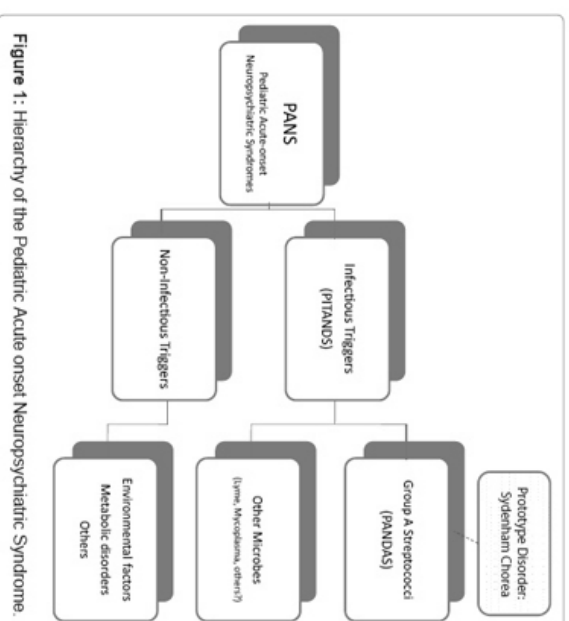 PANS
Pediatric Acute-onset
Neuropsychiatric Syndromes
Infectious Triggers
(PITANDS)
Non-Infectious Triggers
Prototype Disorder:
Sydenham Chorea
Group A Streptococci
(PANDAS)
Other Microbes
(Lyme, Mycoplasma, others?)
Environmental factors
Metabolic disorders
Others
Figure 1: Hierarchy of the Pediatric Acute onset Neuropsychiatric Syndrome.